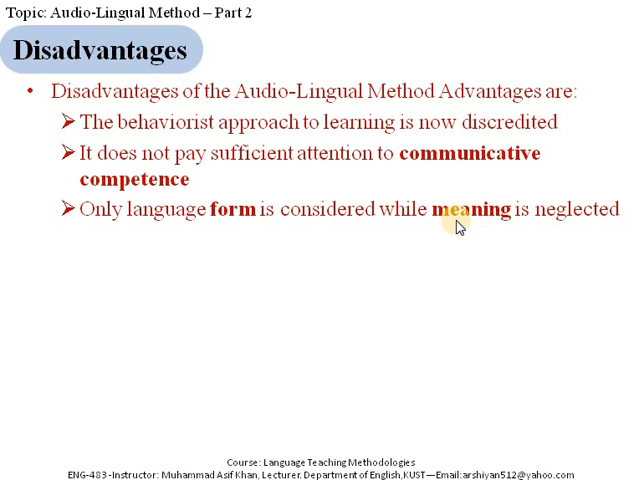 Topic: Audio-Lingual Method – Part 2
Disadvantages
• Disadvantages of the Audio-Lingual Method Advantages are:
➢ The behaviorist approach to learning is now discredited
➢ It does not pay sufficient attention to communicative
competence
➢ Only language form is considered while meaning is neglected
Course: Language Teaching Methodologies
ENG-483 -Instructor: Muhammad Asif Khan, Lecturer. Department of English,KUST—Email:arshiyan512@yahoo.com